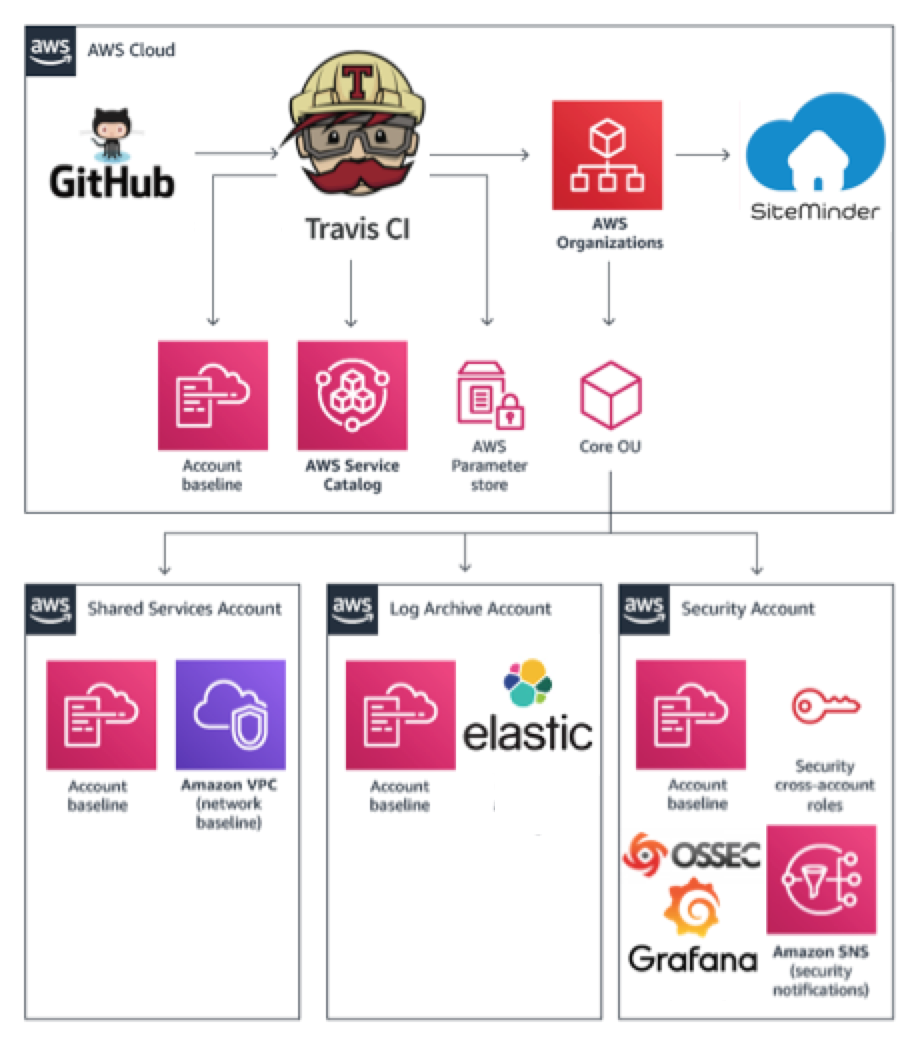 aws
AWS Cloud
GitHub
T
Travis CI
AWS
Organizations
SiteMinder
Account
baseline
AWS Service
Catalog
AWS
Parameter
store
Core OU
aws
Shared Services Account
Account
baseline
Amazon VPC
(network
baseline)
aws
Log Archive Account
Account
baseline
elastic
aws
Security Account
Account
baseline
Security
cross-account
roles
OSSEC
Grafana
Amazon SNS
(security
notifications)